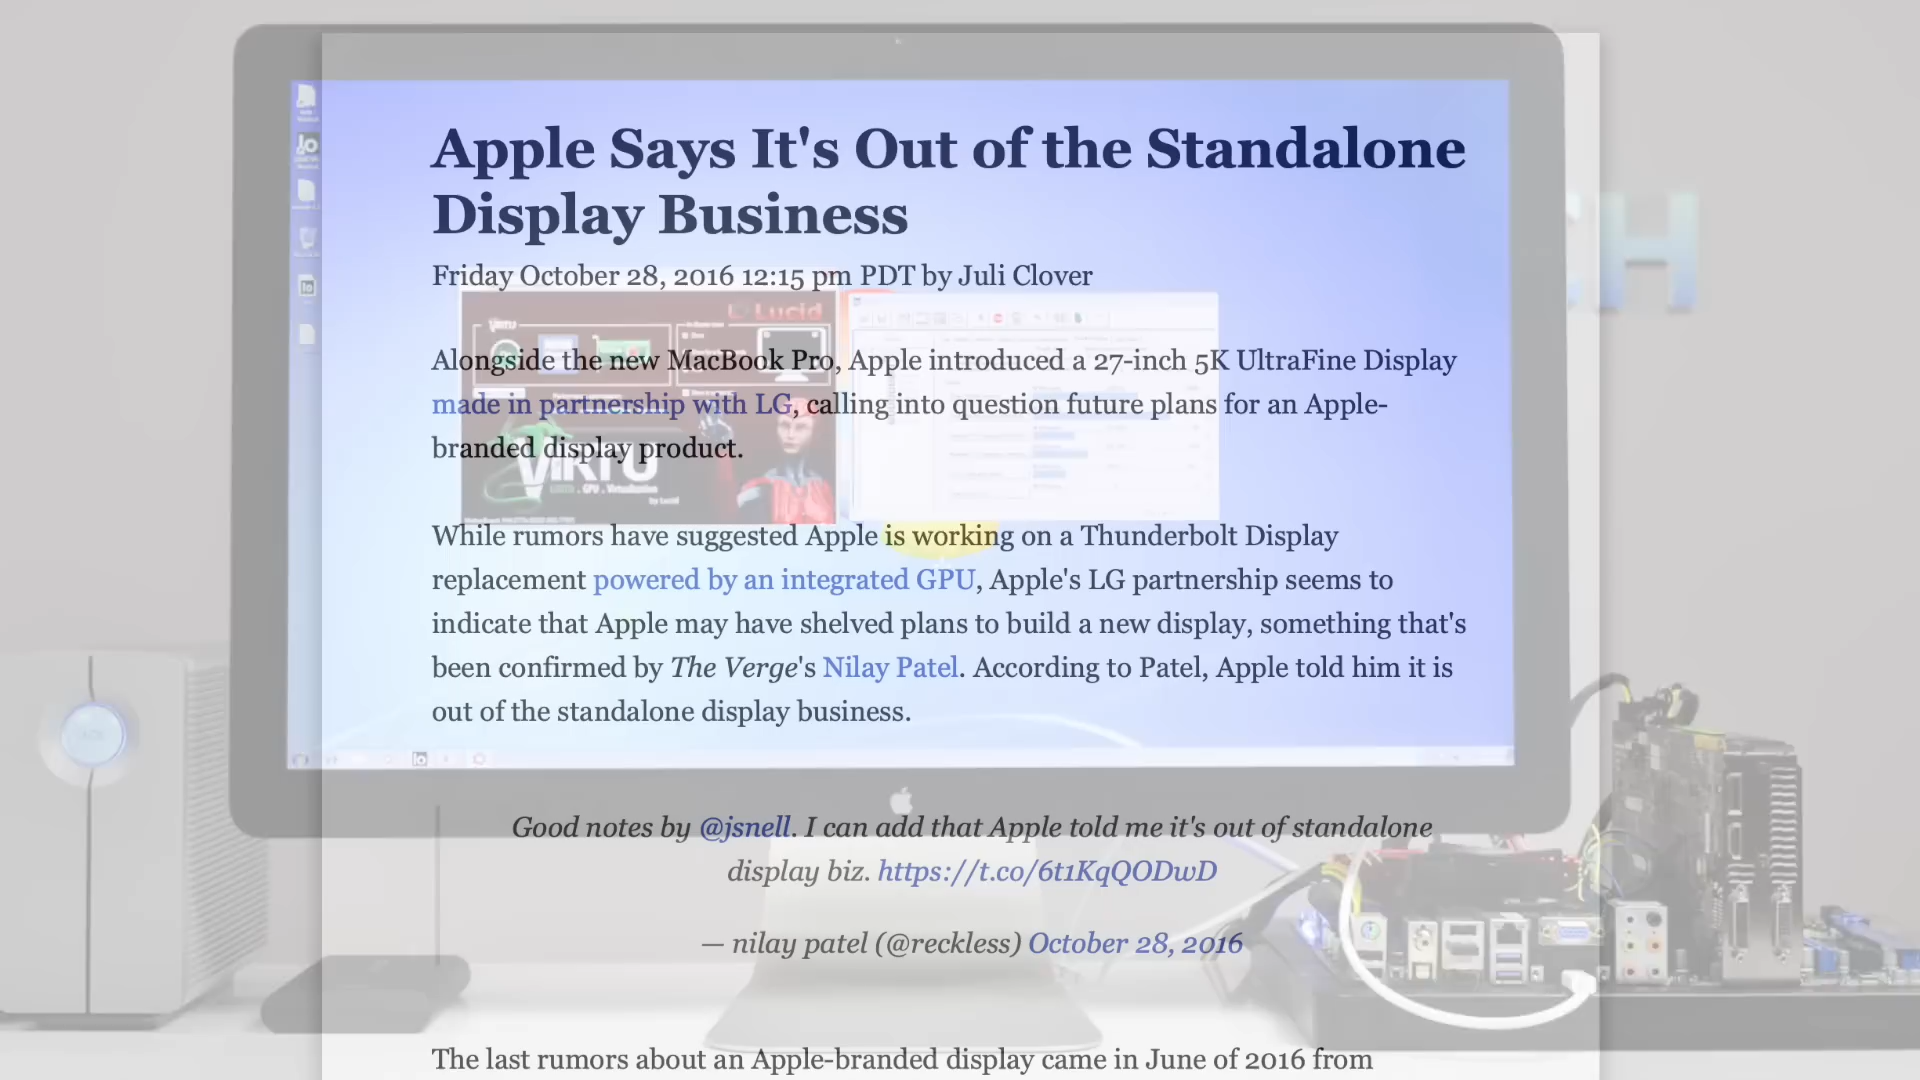 Apple Says It's Out of the Standalone
Display Business
Friday October 28, 2016 12:15 pm PDT by Juli Clover
Lucid
VIRTU
Alongside the new MacBook Pro, Apple introduced a 27-inch 5K UltraFine Display
made in partnership with LG, calling into question future plans for an Apple-
branded display product.
VIRTU
by Lucid
While rumors have suggested Apple is working on a Thunderbolt Display
replacement powered by an integrated GPU, Apple's LG partnership seems to
indicate that Apple may have shelved plans to build a new display, something that's
been confirmed by The Verge's Nilay Patel. According to Patel, Apple told him it is
out of the standalone display business.
Good notes by @jsnell. I can add that Apple told me it's out of standalone
display biz. https://t.co/6t1KqQODwD
— nilay patel (@reckless) October 28, 2016
The last rumors about an Apple-branded display came in June of 2016 from
H